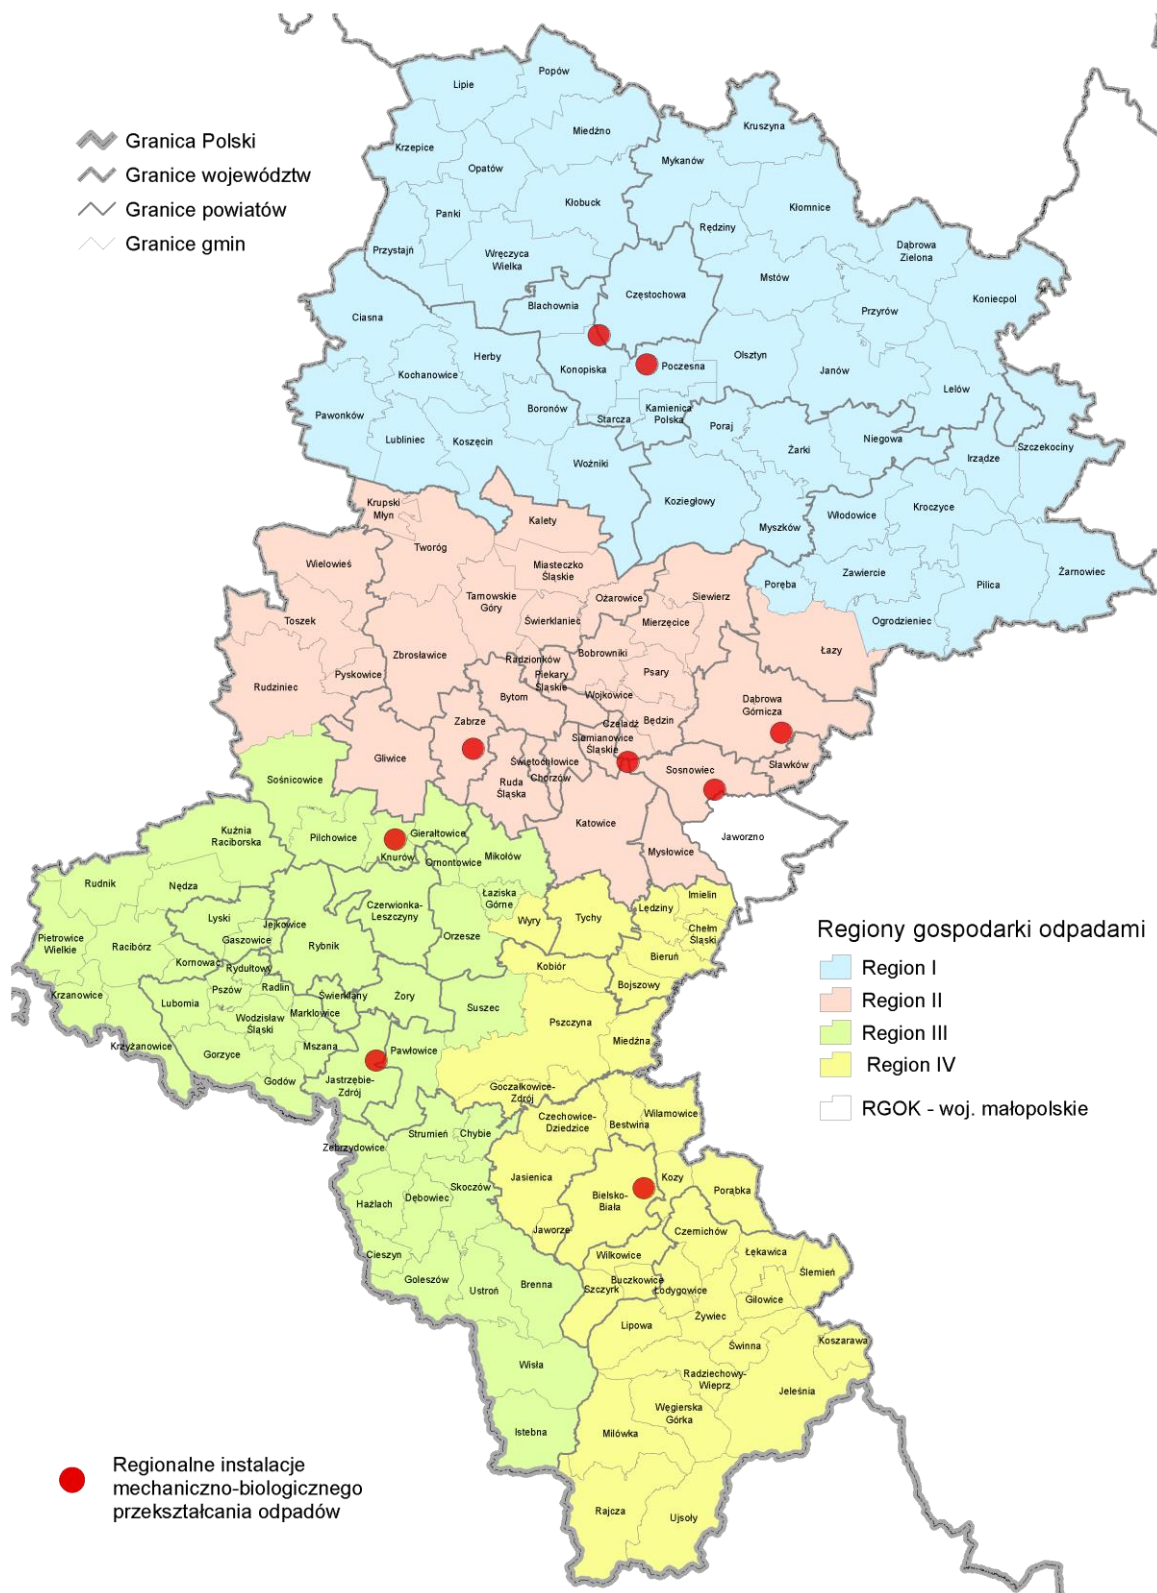 Lipie
Popów
Miedźno
Kruszyna
Krzepice
Opatów
Mykanów
Kłobuck
Kłomnice
Panki
Rędziny
Przystajń
Wręczyca
Wielka
Dąbrowa
Zielona
Mstów
Częstochowa
Koniecpol
Blachownia
Przyrów
Ciasna
Herby
Konopiska
Poczesna
Olsztyn
Janów
Kochanowice
Lelów
Boronów
Kamienica
Polska
Pawonków
Starcza
Poraj
Lubliniec
Koszęcin
Żarki
Niegowa
Szczekociny
Irządze
Woźniki
Koziegłowy
Kroczyce
Włodowice
Myszków
Zawiercie
Poręba
Pilica
Żarnowiec
Ogrodzieniec
Granica Polski
Granice województw
Granice powiatów
Granice gmin
Krupski
Młyn
Kalety
Tworóg
Wielowieś
Miasteczko
Śląskie
Tarnowskie
Góry
Ożarowice
Siewierz
Toszek
Świerklaniec
Mierzęcice
Łazy
Zbrosławice
Radzionków
Bobrowniki
Pyskowice
Piekary
Śląskie
Psary
Rudziniec
Bytom
Wojkowice
Dąbrowa
Górnicza
Zabrze
Czeladź
Będzin
Siemianowice
Śląskie
Gliwice
Świętochłowice
Chorzów
Sosnowiec
Sławków
Ruda
Śląska
Katowice
Mysłowice
Jaworzno
Sośnicowice
Kuźnia
Raciborska
Pilchowice
Gierałtowice
Knurów
Ornontowice
Mikołów
Rudnik
Nędza
Łaziska
Górne
Czerwionka-
Leszczyny
Lyski
Jejkowice
Orzesze
Pietrowice
Wielkie
Racibórz
Gaszowice
Rybnik
Kornowac
Rydułtowy
Krzanowice
Pszów
Radlin
Świerklany
Żory
Suszec
Lubomia
Wodzisław
Śląski
Marklowice
Krzyżanowice
Gorzyce
Mszana
Pawłowice
Godów
Jastrzębie-
Zdrój
Strumień
Chybie
Zebrzydowice
Skoczów
Hażlach
Dębowiec
Cieszyn
Goleszów
Ustroń
Brenna
Wisła
Istebna
Imielin
Lędziny
Wyry
Tychy
Chełm
Śląski
Bieruń
Kobiór
Bojszowy
Pszczyna
Miedźna
Goczałkowice-
Zdrój
Czechowice-
Dziedzice
Bestwina
Wilamowice
Jasienica
Kozy
Porąbka
Bielsko-
Biała
Jaworze
Czernichów
Wilkowice
Łękawica
Ślemień
Szczyrk
Buczkowice
Łodygowice
Gilowice
Żywiec
Lipowa
Świnna
Koszarawa
Radziechowy-
Wieprz
Jeleśnia
Węgierska
Górka
Milówka
Rajcza
Ujsoły
Regiony gospodarki odpadami
Region I
Region II
Region III
Region IV
RGOK - woj. małopolskie
Regionalne instalacje
mechaniczno-biologicznego
przekształcania odpadów